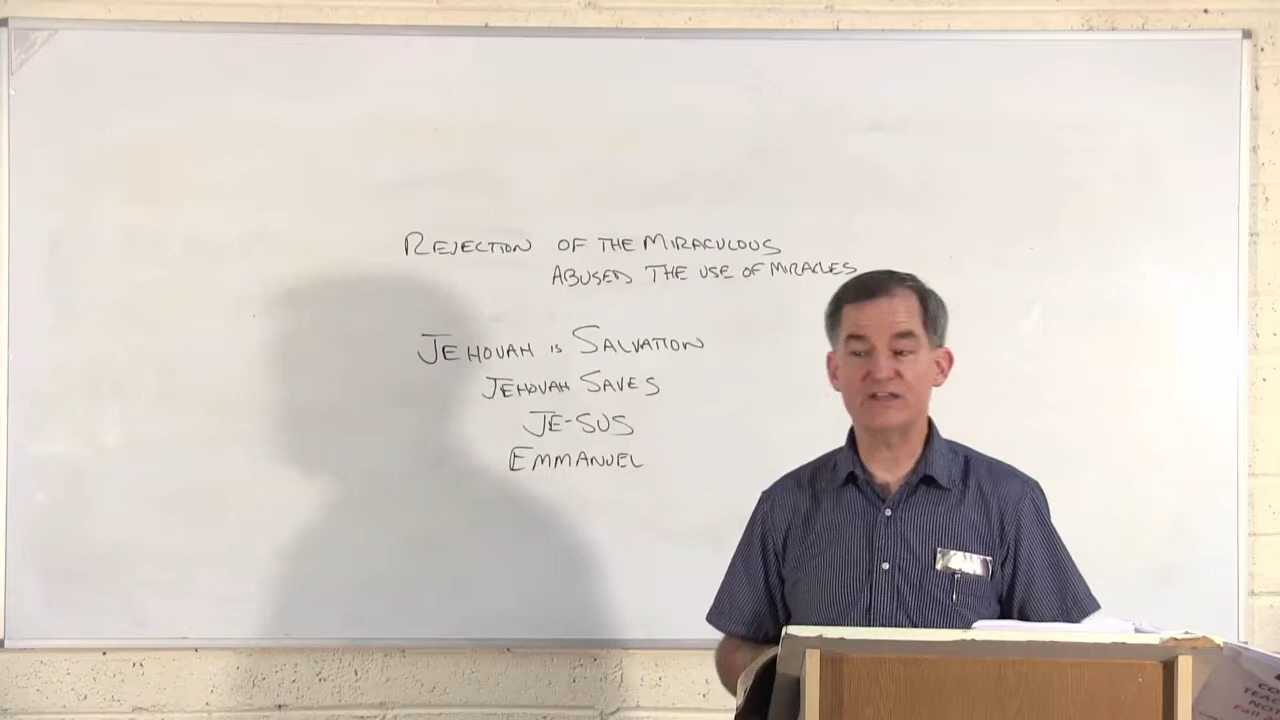 REJECTION OF THE MIRACULOUS
ABUSED THE USE OF MIRACLES
JEHOVAH IS SALVATION
JEHOVAH SAVES
JE-SUS
EMMANUEL